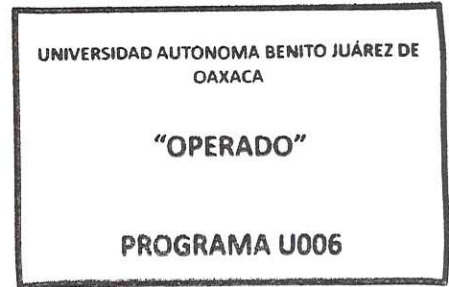 UNIVERSIDAD AUTONOMA BENITO JUÁREZ DE
OAXACA
“OPERADO”
PROGRAMA U006